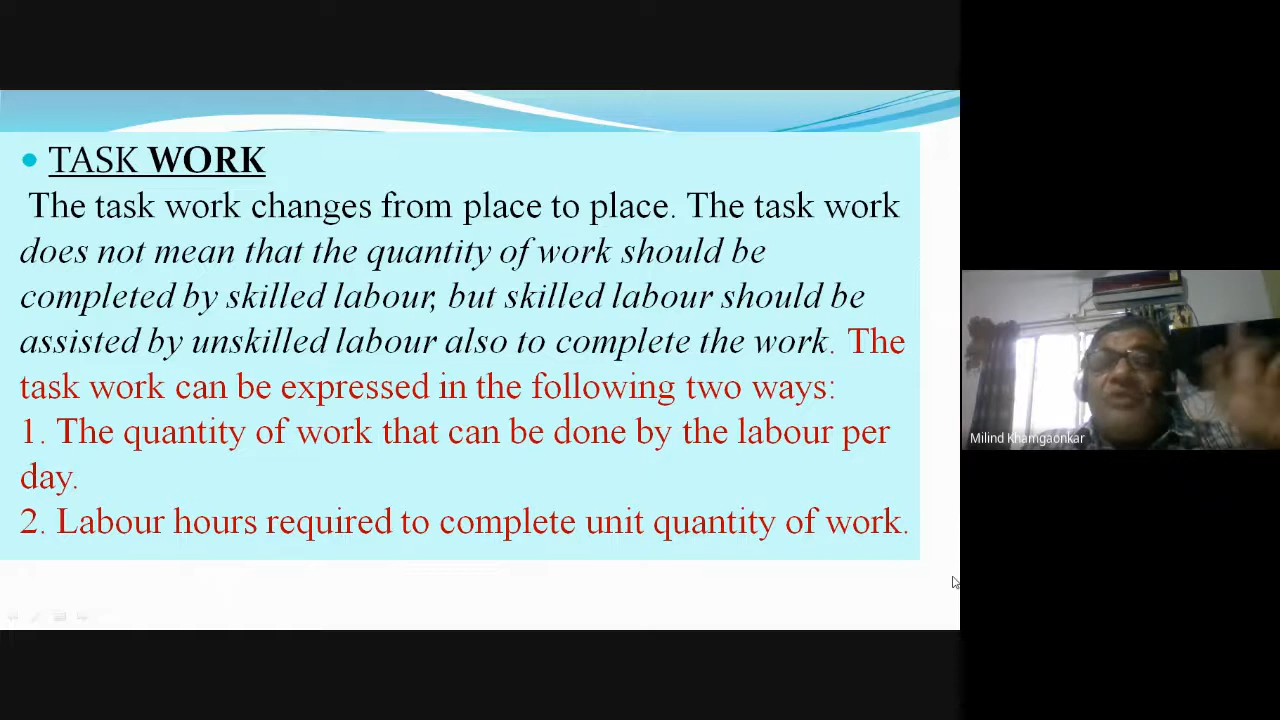 TASK WORK
The task work changes from place to place. The task work
does not mean that the quantity of work should be
completed by skilled labour, but skilled labour should be
assisted by unskilled labour also to complete the work. The
task work can be expressed in the following two ways:
1. The quantity of work that can be done by the labour per
day.
2. Labour hours required to complete unit quantity of work.
Milind Khamgaonkar